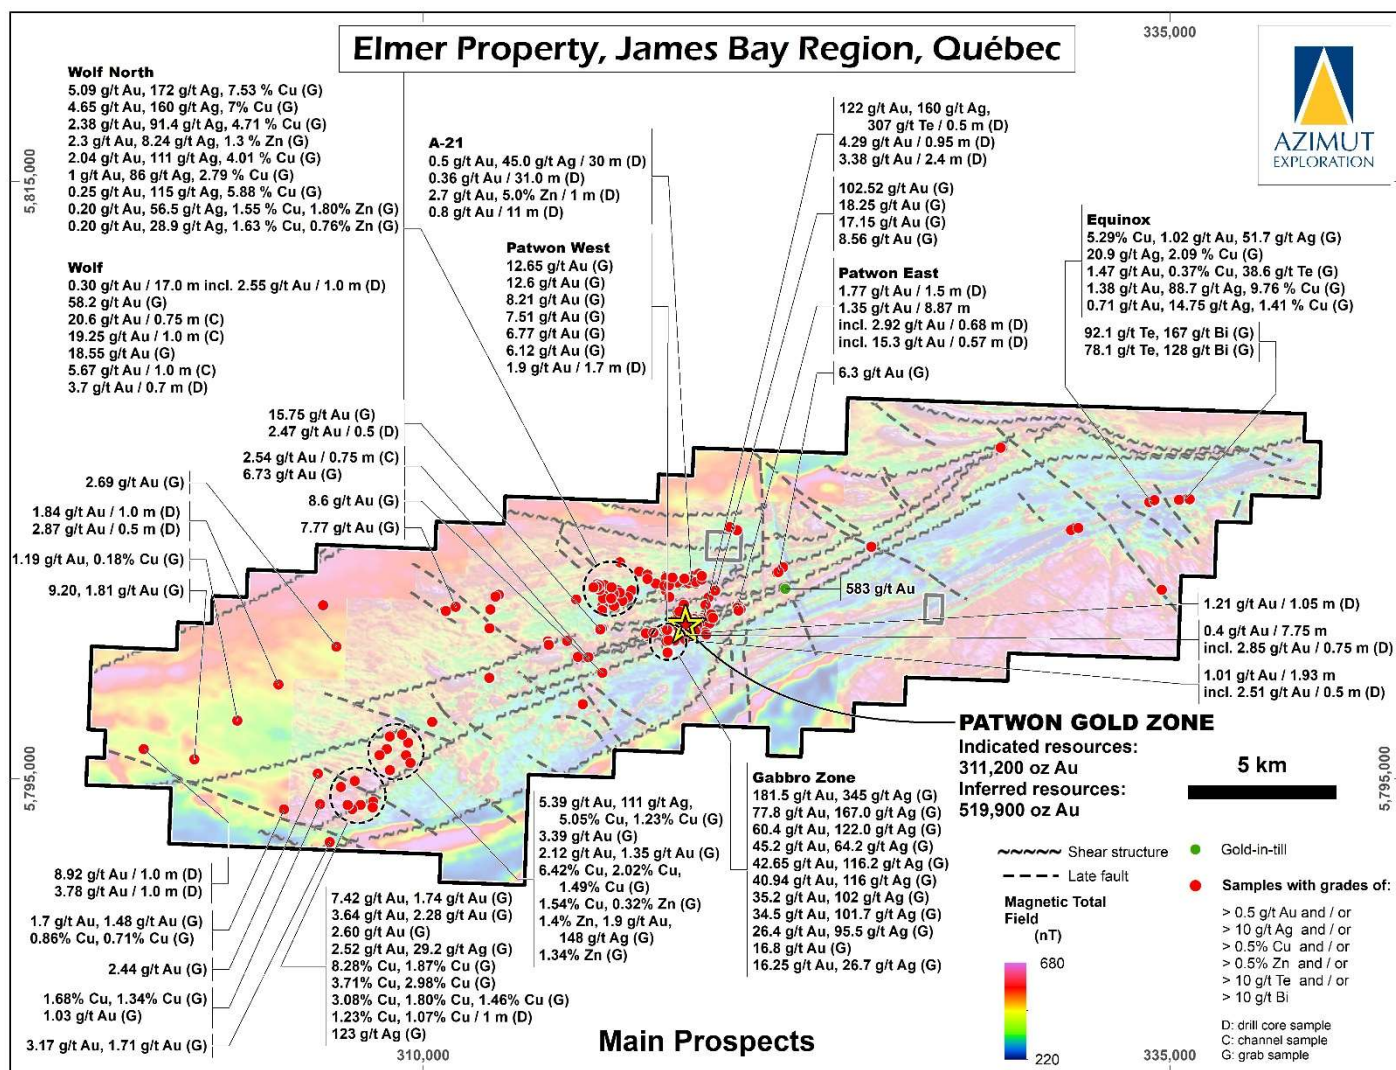 Elmer Property, James Bay Region, Québec
335,000
AZIMUT
EXPLORATION
5,815,000
Wolf North
5.09 g/t Au, 172 g/t Ag, 7.53 % Cu (G)
4.65 g/t Au, 160 g/t Ag, 7% Cu (G)
2.38 g/t Au, 91.4 g/t Ag, 4.71 % Cu (G)
2.3 g/t Au, 8.24 g/t Ag, 1.3 % Zn (G)
2.04 g/t Au, 111 g/t Ag, 4.01 % Cu (G)
1 g/t Au, 86 g/t Ag, 2.79 % Cu (G)
0.25 g/t Au, 115 g/t Ag, 5.88 % Cu (G)
0.20 g/t Au, 56.5 g/t Ag, 1.55 % Cu, 1.80% Zn (G)
0.20 g/t Au, 28.9 g/t Ag, 1.63 % Cu, 0.76% Zn (G)
Wolf
0.30 g/t Au / 17.0 m incl. 2.55 g/t Au / 1.0 m (D)
58.2 g/t Au (G)
20.6 g/t Au / 0.75 m (C)
19.25 g/t Au / 1.0 m (C)
18.55 g/t Au (G)
5.67 g/t Au / 1.0 m (C)
3.7 g/t Au / 0.7 m (D)
A-21
0.5 g/t Au, 45.0 g/t Ag / 30 m (D)
0.36 g/t Au / 31.0 m (D)
2.7 g/t Au, 5.0% Zn / 1 m (D)
0.8 g/t Au / 11 m (D)
Patwon West
12.65 g/t Au (G)
12.6 g/t Au (G)
8.21 g/t Au (G)
7.51 g/t Au (G)
6.77 g/t Au (G)
6.12 g/t Au (G)
1.9 g/t Au / 1.7 m (D)
122 g/t Au, 160 g/t Ag,
307 g/t Te / 0.5 m (D)
4.29 g/t Au / 0.95 m (D)
3.38 g/t Au / 2.4 m (D)
102.52 g/t Au (G)
18.25 g/t Au (G)
17.15 g/t Au (G)
8.56 g/t Au (G)
Patwon East
1.77 g/t Au / 1.5 m (D)
1.35 g/t Au / 8.87 m
incl. 2.92 g/t Au / 0.68 m (D)
incl. 15.3 g/t Au / 0.57 m (D)
6.3 g/t Au (G)
Equinox
5.29% Cu, 1.02 g/t Au, 51.7 g/t Ag (G)
20.9 g/t Ag, 2.09 % Cu (G)
1.47 g/t Au, 0.37% Cu, 38.6 g/t Te (G)
1.38 g/t Au, 88.7 g/t Ag, 9.76 % Cu (G)
0.71 g/t Au, 14.75 g/t Ag, 1.41 % Cu (G)
92.1 g/t Te, 167 g/t Bi (G)
78.1 g/t Te, 128 g/t Bi (G)
15.75 g/t Au (G)
2.47 g/t Au / 0.5 (D)
2.54 g/t Au / 0.75 m (C)
6.73 g/t Au (G)
8.6 g/t Au (G)
7.77 g/t Au (G)
2.69 g/t Au (G)
1.84 g/t Au / 1.0 m (D)
2.87 g/t Au / 0.5 m (D)
1.19 g/t Au, 0.18% Cu (G)
9.20, 1.81 g/t Au (G)
583 g/t Au
1.21 g/t Au / 1.05 m (D)
0.4 g/t Au / 7.75 m
incl. 2.85 g/t Au / 0.75 m (D)
1.01 g/t Au / 1.93 m
incl. 2.51 g/t Au / 0.5 m (D)
PATWON GOLD ZONE
Indicated resources:
311,200 oz Au
Inferred resources:
519,900 oz Au
5 km
5,795,000
5,795,000
Gabbro Zone
181.5 g/t Au, 345 g/t Ag (G)
77.8 g/t Au, 167.0 g/t Ag (G)
60.4 g/t Au, 122.0 g/t Ag (G)
45.2 g/t Au, 64.2 g/t Ag (G)
42.65 g/t Au, 116.2 g/t Ag (G)
40.94 g/t Au, 116 g/t Ag (G)
35.2 g/t Au, 102 g/t Ag (G)
34.5 g/t Au, 101.7 g/t Ag (G)
26.4 g/t Au, 95.5 g/t Ag (G)
16.8 g/t Au (G)
16.25 g/t Au, 26.7 g/t Ag (G)
5.39 g/t Au, 111 g/t Ag,
5.05% Cu, 1.23% Cu (G)
3.39 g/t Au (G)
2.12 g/t Au, 1.35 g/t Au (G)
6.42% Cu, 2.02% Cu,
1.49% Cu (G)
1.54% Cu, 0.32% Zn (G)
1.4% Zn, 1.9 g/t Au,
148 g/t Ag (G)
1.34% Zn (G)
7.42 g/t Au, 1.74 g/t Au (G)
3.64 g/t Au, 2.28 g/t Au (G)
2.60 g/t Au (G)
2.52 g/t Au, 29.2 g/t Ag (G)
8.28% Cu, 1.87% Cu (G)
3.71% Cu, 2.98% Cu (G)
3.08% Cu, 1.80% Cu, 1.46% Cu (G)
1.23% Cu, 1.07% Cu / 1 m (D)
123 g/t Ag (G)
8.92 g/t Au / 1.0 m (D)
3.78 g/t Au / 1.0 m (D)
1.7 g/t Au, 1.48 g/t Au (G)
0.86% Cu, 0.71% Cu (G)
2.44 g/t Au (G)
1.68% Cu, 1.34% Cu (G)
1.03 g/t Au (G)
3.17 g/t Au, 1.71 g/t Au (G)
Shear structure
Late fault
Magnetic Total
Field
(nT)
680
220
Gold-in-till
Samples with grades of:
> 0.5 g/t Au and / or
> 10 g/t Ag and / or
> 0.5% Cu and / or
> 0.5% Zn and / or
> 10 g/t Te and / or
> 10 g/t Bi
D: drill core sample
C: channel sample
G: grab sample
Main Prospects
310,000
335,000